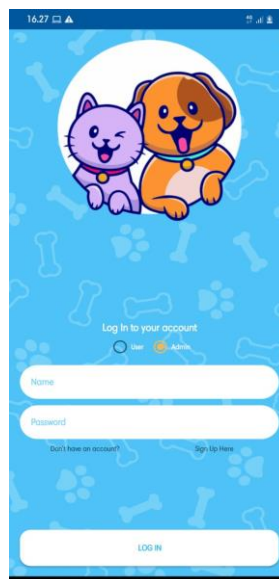 16.27
Log In to your account
User Admin
Name
Password
Don't have an account? Sign Up Here
LOG IN